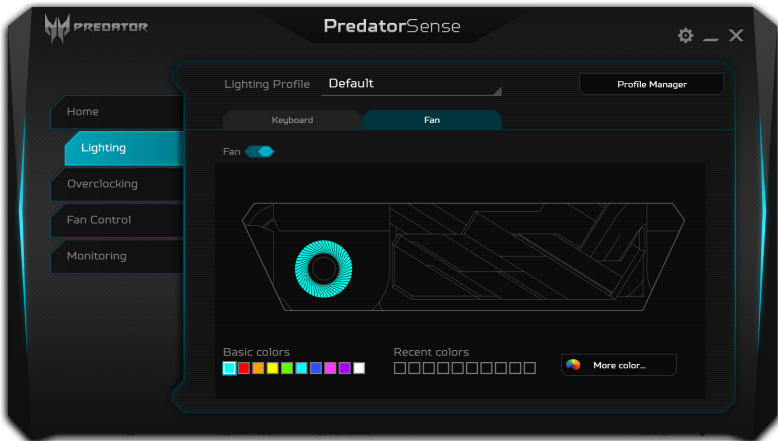 PREDATOR
PredatorSense
Lighting Profile Default
Profile Manager
Home
Lighting
Overclocking
Fan Control
Monitoring
Keyboard
Fan
Fan
Basic colors
Recent colors
More color...